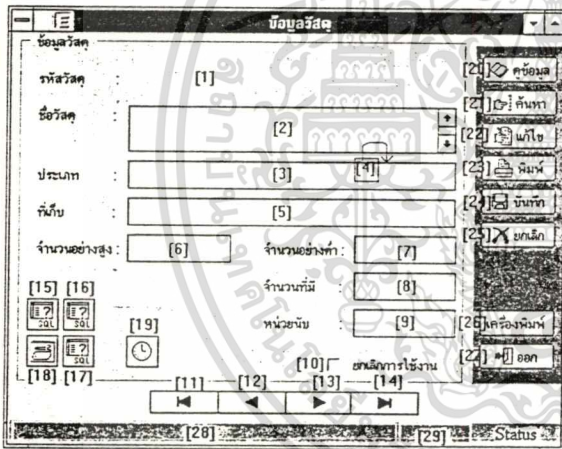 ข้อมูลวัสดุ
ข้อมูลวัสดุ
รหัสวัสดุ : [1]
ชื่อวัสดุ : [2]
ประเภท : [3] [4]
ที่เก็บ : [5]
จำนวนอย่างสูง : [6] จำนวนอย่างต่ำ : [7]
จำนวนที่มี : [8]
หน่วยนับ : [9]
[10] ยกเลิกการใช้งาน
[15] [16]
SQL SQL
[19]
SQL
[18] [17]
[11] [12] [13] [14]
[20] ดูข้อมูล
[21] ค้นหา
[22] แก้ไข
[23] พิมพ์
[24] บันทึก
[25] ยกเลิก
[26] เครื่องพิมพ์
[27] ออก
[28] [29] Status